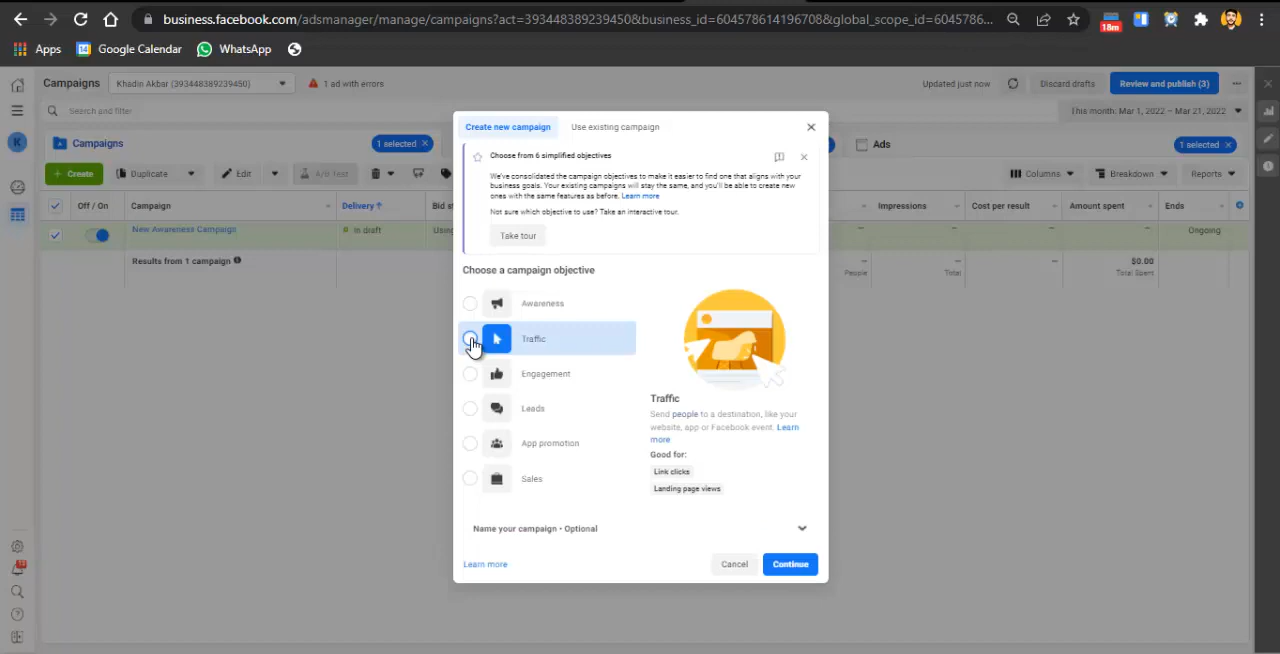 business.facebook.com/adsmanager/manage/campaigns?act=393448389239450&business_id=604578614196708&global_scope_id=6045786...
18m
Apps
Google Calendar
WhatsApp
Campaigns
Khadin Akbar (393448389239450)
1 ad with errors
Updated just now
Discard drafts
Review and publish (3)
Search and filter
This month: Mar 1, 2022 – Mar 21, 2022
K
Campaigns
1 selected
Ads
1 selected
+ Create
Duplicate
Edit
A/B Test
Columns
Breakdown
Reports
Off / On
Campaign
Delivery
Bid st
Impressions
Cost per result
Amount spent
Ends
New Awareness Campaign
In draft
Using
Ongoing
Results from 1 campaign
People
Total
$0.00
Total Spent
Create new campaign
Use existing campaign
Choose from 6 simplified objectives
We've consolidated the campaign objectives to make it easier to find one that aligns with your
business goals. Your existing campaigns will stay the same, and you'll be able to create new
ones with the same features as before. Learn more
Not sure which objective to use? Take an interactive tour.
Take tour
Choose a campaign objective
Awareness
Traffic
Engagement
Leads
App promotion
Sales
Traffic
Send people to a destination, like your
website, app or Facebook event. Learn
more
Good for:
Link clicks
Landing page views
Name your campaign • Optional
Learn more
Cancel
Continue